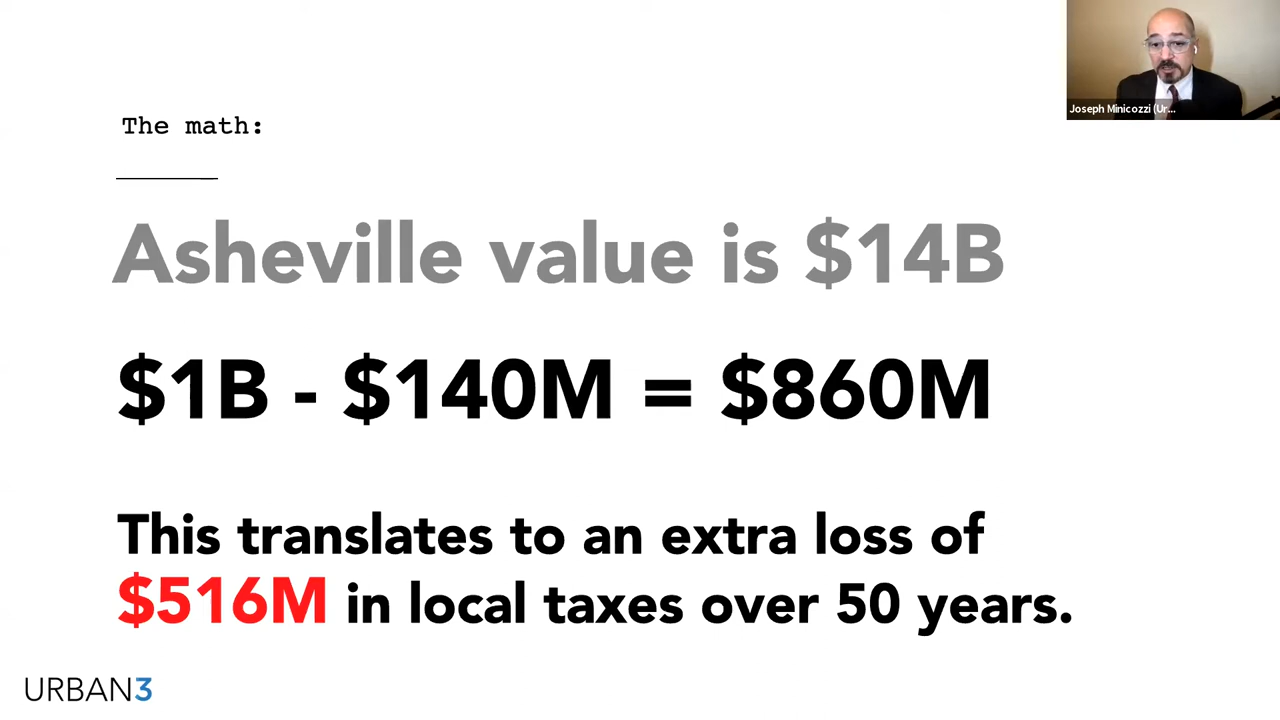 The math:
Asheville value is $14B
$1B - $140M = $860M
This translates to an extra loss of
$516M in local taxes over 50 years.
URBAN3
Joseph Minicozzi (Ur...